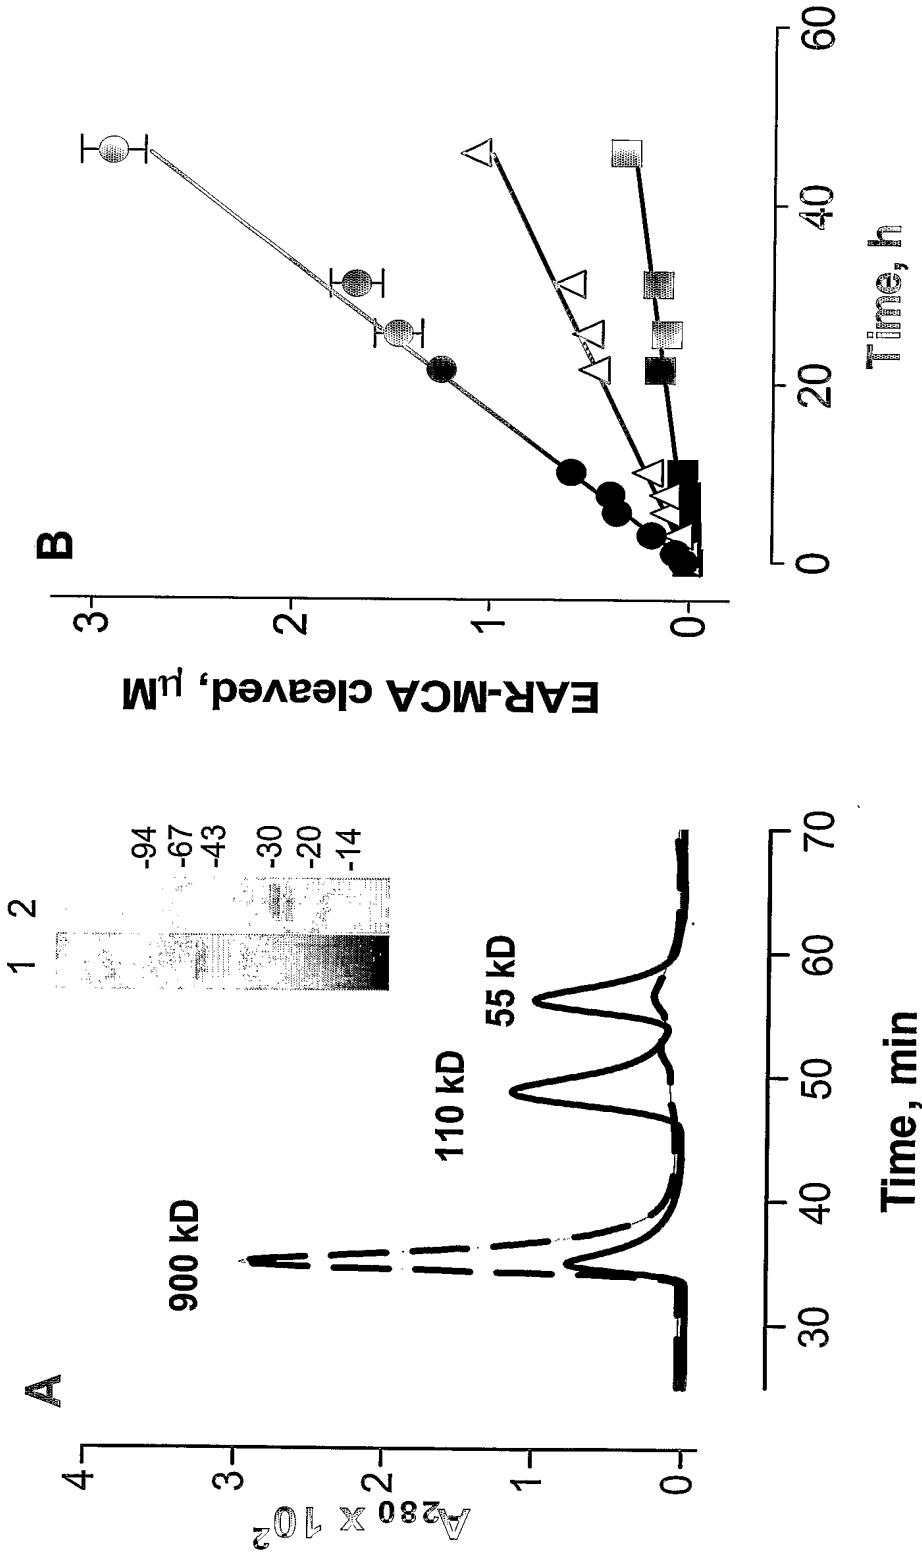 A
A280 x 10²
4
3
2
1
0
900 kD
110 kD
55 kD
1 2
-94
-67
-43
-30
-20
-14
30 40 50 60 70
Time, min
B
EAR-MCA cleaved, μM
3
2
1
0
0 20 40 60
Time, h